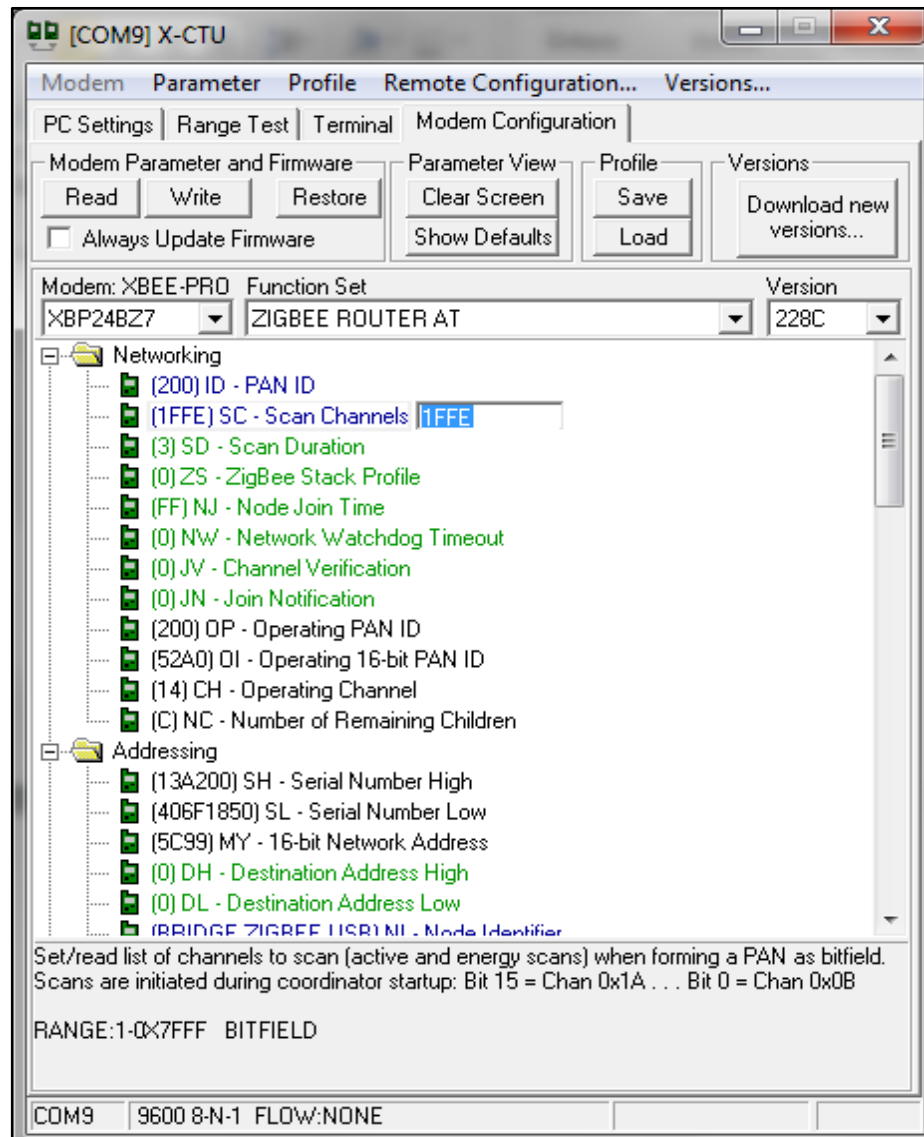 [COM9] X-CTU
Modem Parameter Profile Remote Configuration... Versions...
PC Settings Range Test Terminal Modem Configuration
Modem Parameter and Firmware Parameter View Profile Versions
Read Write Restore Clear Screen Save Download new versions...
Always Update Firmware Show Defaults Load
Modem: XBEE-PRO Function Set Version
XBP24BZ7 ZIGBEE ROUTER AT 228C
Networking
(200) ID - PAN ID
(1FFE) SC - Scan Channels 1FFE
(3) SD - Scan Duration
(0) ZS - ZigBee Stack Profile
(FF) NJ - Node Join Time
(0) NW - Network Watchdog Timeout
(0) JV - Channel Verification
(0) JN - Join Notification
(200) OP - Operating PAN ID
(52A0) OI - Operating 16-bit PAN ID
(14) CH - Operating Channel
(C) NC - Number of Remaining Children
Addressing
(13A200) SH - Serial Number High
(406F1850) SL - Serial Number Low
(5C99) MY - 16-bit Network Address
(0) DH - Destination Address High
(0) DL - Destination Address Low
(BRIDGE ZIGBEE USB) NI - Node Identifier
Set/read list of channels to scan (active and energy scans) when forming a PAN as bitfield.
Scans are initiated during coordinator startup: Bit 15 = Chan 0x1A . . . Bit 0 = Chan 0x0B
RANGE:1-0X7FFF BITFIELD
COM9 9600 8-N-1 FLOW:NONE